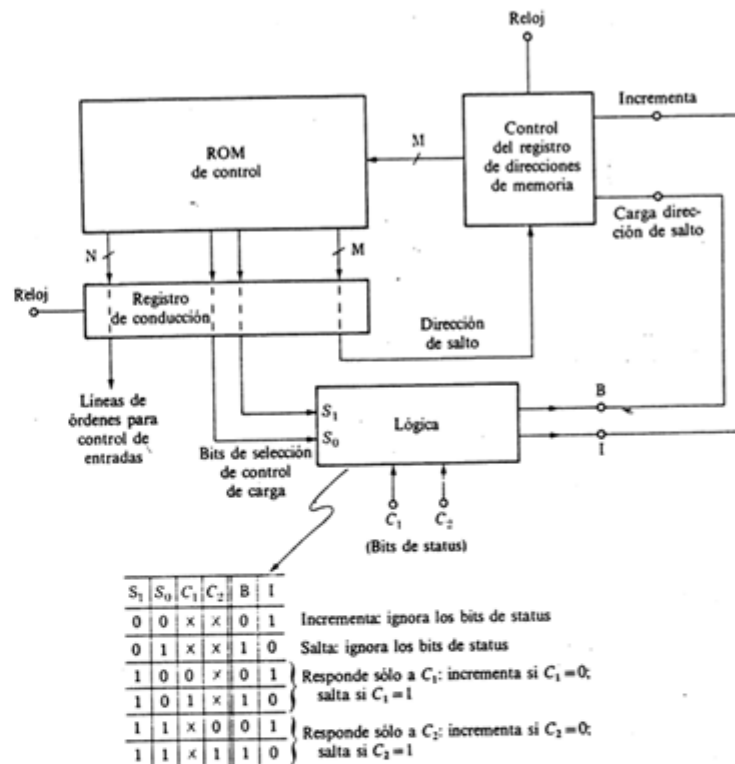 Reloj
Incrementa
ROM
de control
M
Control
del registro
de direcciones
de memoria
Carga direc-
ción de salto
N
M
Reloj
Registro
de conducción
Dirección
de salto
Líneas de
órdenes para
control de
entradas
Bits de selección
de control
de carga
S₁
S₀
Lógica
B
I
C₁ C₂
(Bits de status)
S₁ S₀ C₁ C₂ B I
0 0 × × 0 1 Incrementa: ignora los bits de status
0 1 × × 1 0 Salta: ignora los bits de status
1 0 0 × 0 1 Responde sólo a C₁: incrementa si C₁=0;
1 0 1 × 1 0 salta si C₁=1
1 1 × 0 0 1 Responde sólo a C₂: incrementa si C₂=0;
1 1 × 1 1 0 salta si C₂=1